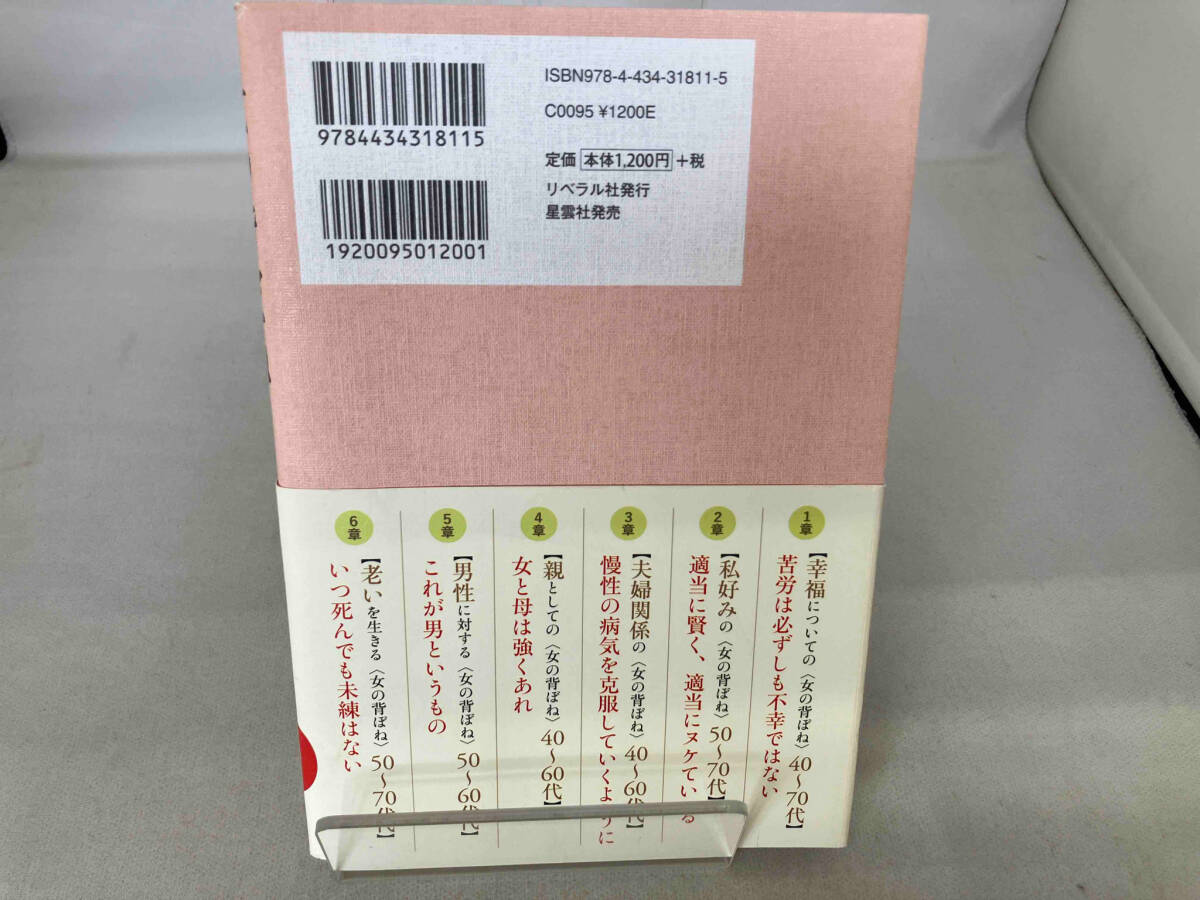 ISBN978-4-434-31811-5
C0095 ¥1200E
9784434318115
定価 本体1,200円 +税
リベラル社発行
星雲社発売
1920095012001
1章
【幸福についての〈女の背ぼね〉40〜70代】
苦労は必ずしも不幸ではない
2章
【私好みの〈女の背ぼね〉50〜70代】
適当に賢く、適当にヌケている
3章
【夫婦関係の〈女の背ぼね〉40〜60代】
慢性の病気を克服していくように
4章
【親としての〈女の背ぼね〉40〜60代】
女と母は強くあれ
5章
【男性に対する〈女の背ぼね〉50〜60代】
これが男というもの
6章
【老いを生きる〈女の背ぼね〉50〜70代】
いつ死んでも未練はない